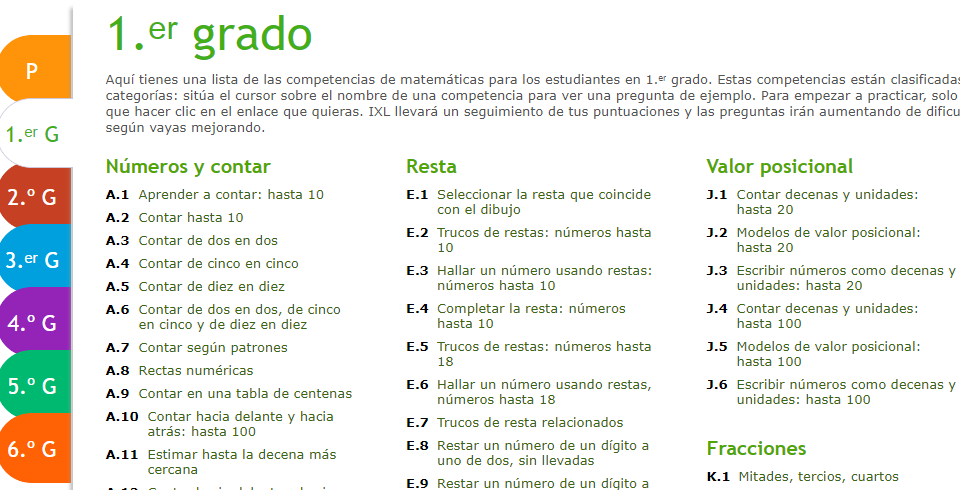 P
1.er G
2.º G
3.er G
4.º G
5.º G
6.º G
1.er grado
Aquí tienes una lista de las competencias de matemáticas para los estudiantes en 1.er grado. Estas competencias están clasificadas
categorías: sitúa el cursor sobre el nombre de una competencia para ver una pregunta de ejemplo. Para empezar a practicar, solo
que hacer clic en el enlace que quieras. IXL llevará un seguimiento de tus puntuaciones y las preguntas irán aumentando de dificu
según vayas mejorando.
Números y contar
A.1 Aprender a contar: hasta 10
A.2 Contar hasta 10
A.3 Contar de dos en dos
A.4 Contar de cinco en cinco
A.5 Contar de diez en diez
A.6 Contar de dos en dos, de cinco
en cinco y de diez en diez
A.7 Contar según patrones
A.8 Rectas numéricas
A.9 Contar en una tabla de centenas
A.10 Contar hacia delante y hacia
atrás: hasta 100
A.11 Estimar hasta la decena más
cercana
Resta
E.1 Seleccionar la resta que coincide
con el dibujo
E.2 Trucos de restas: números hasta
10
E.3 Hallar un número usando restas:
números hasta 10
E.4 Completar la resta: números
hasta 10
E.5 Trucos de restas: números hasta
18
E.6 Hallar un número usando restas,
números hasta 18
E.7 Trucos de resta relacionados
E.8 Restar un número de un dígito a
uno de dos, sin llevadas
E.9 Restar un número de un dígito a
Valor posicional
J.1 Contar decenas y unidades:
hasta 20
J.2 Modelos de valor posicional:
hasta 20
J.3 Escribir números como decenas y
unidades: hasta 20
J.4 Contar decenas y unidades:
hasta 100
J.5 Modelos de valor posicional:
hasta 100
J.6 Escribir números como decenas y
unidades: hasta 100
Fracciones
K.1 Mitades, tercios, cuartos